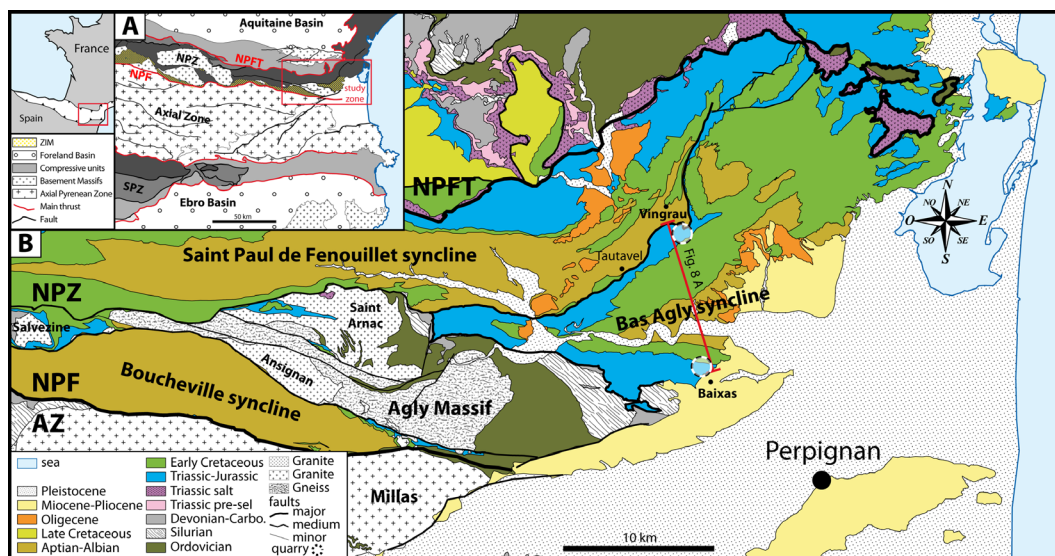 France
Spain
A
Aquitaine Basin
NPZ
NPFT
NPF
study
zone
Axial Zone
SPZ
Ebro Basin
50 km
ZIM
Foreland Basin
Compressive units
Basement Massifs
Axial Pyrenean Zone
Main thrust
Fault
B
NPFT
Vingrau
Tautavel
Fig. 8 A
Saint Paul de Fenouillet syncline
Bas Agly syncline
N
NO
NE
O
E
SO
SE
S
NPZ
Salvezine
Saint
Arnac
Ansignan
NPF
Boucheville syncline
Agly Massif
Baixas
AZ
Millas
Perpignan
10 km
sea
Pleistocene
Miocene-Pliocene
Oligecene
Late Cretaceous
Aptian-Albian
Early Cretaceous
Triassic-Jurassic
Triassic salt
Triassic pre-sel
Devonian-Carbo.
Silurian
Ordovician
Granite
Granite
Gneiss
faults
major
medium
minor
quarry